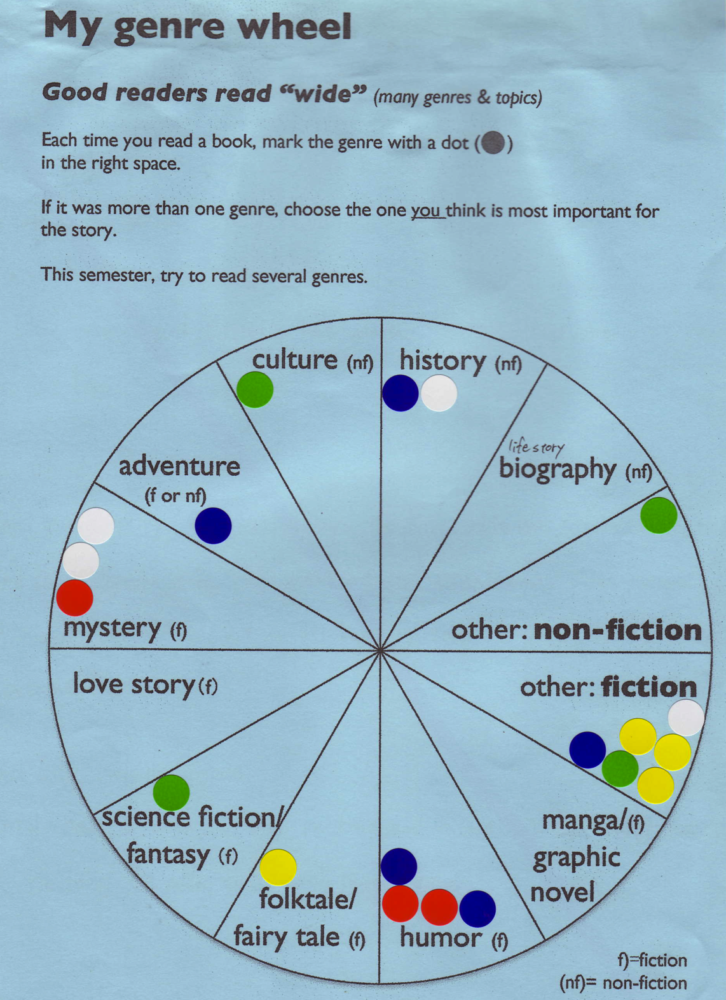 My genre wheel
Good readers read “wide” (many genres & topics)
Each time you read a book, mark the genre with a dot (●)
in the right space.
If it was more than one genre, choose the one you think is most important for
the story.
This semester, try to read several genres.
culture (nf)
history (nf)
life story
biography (nf)
adventure
(f or nf)
mystery (f)
other: non-fiction
love story (f)
other: fiction
science fiction/
fantasy (f)
manga/(f)
graphic
novel
folktale/
fairy tale (f)
humor (f)
f)=fiction
(nf)= non-fiction